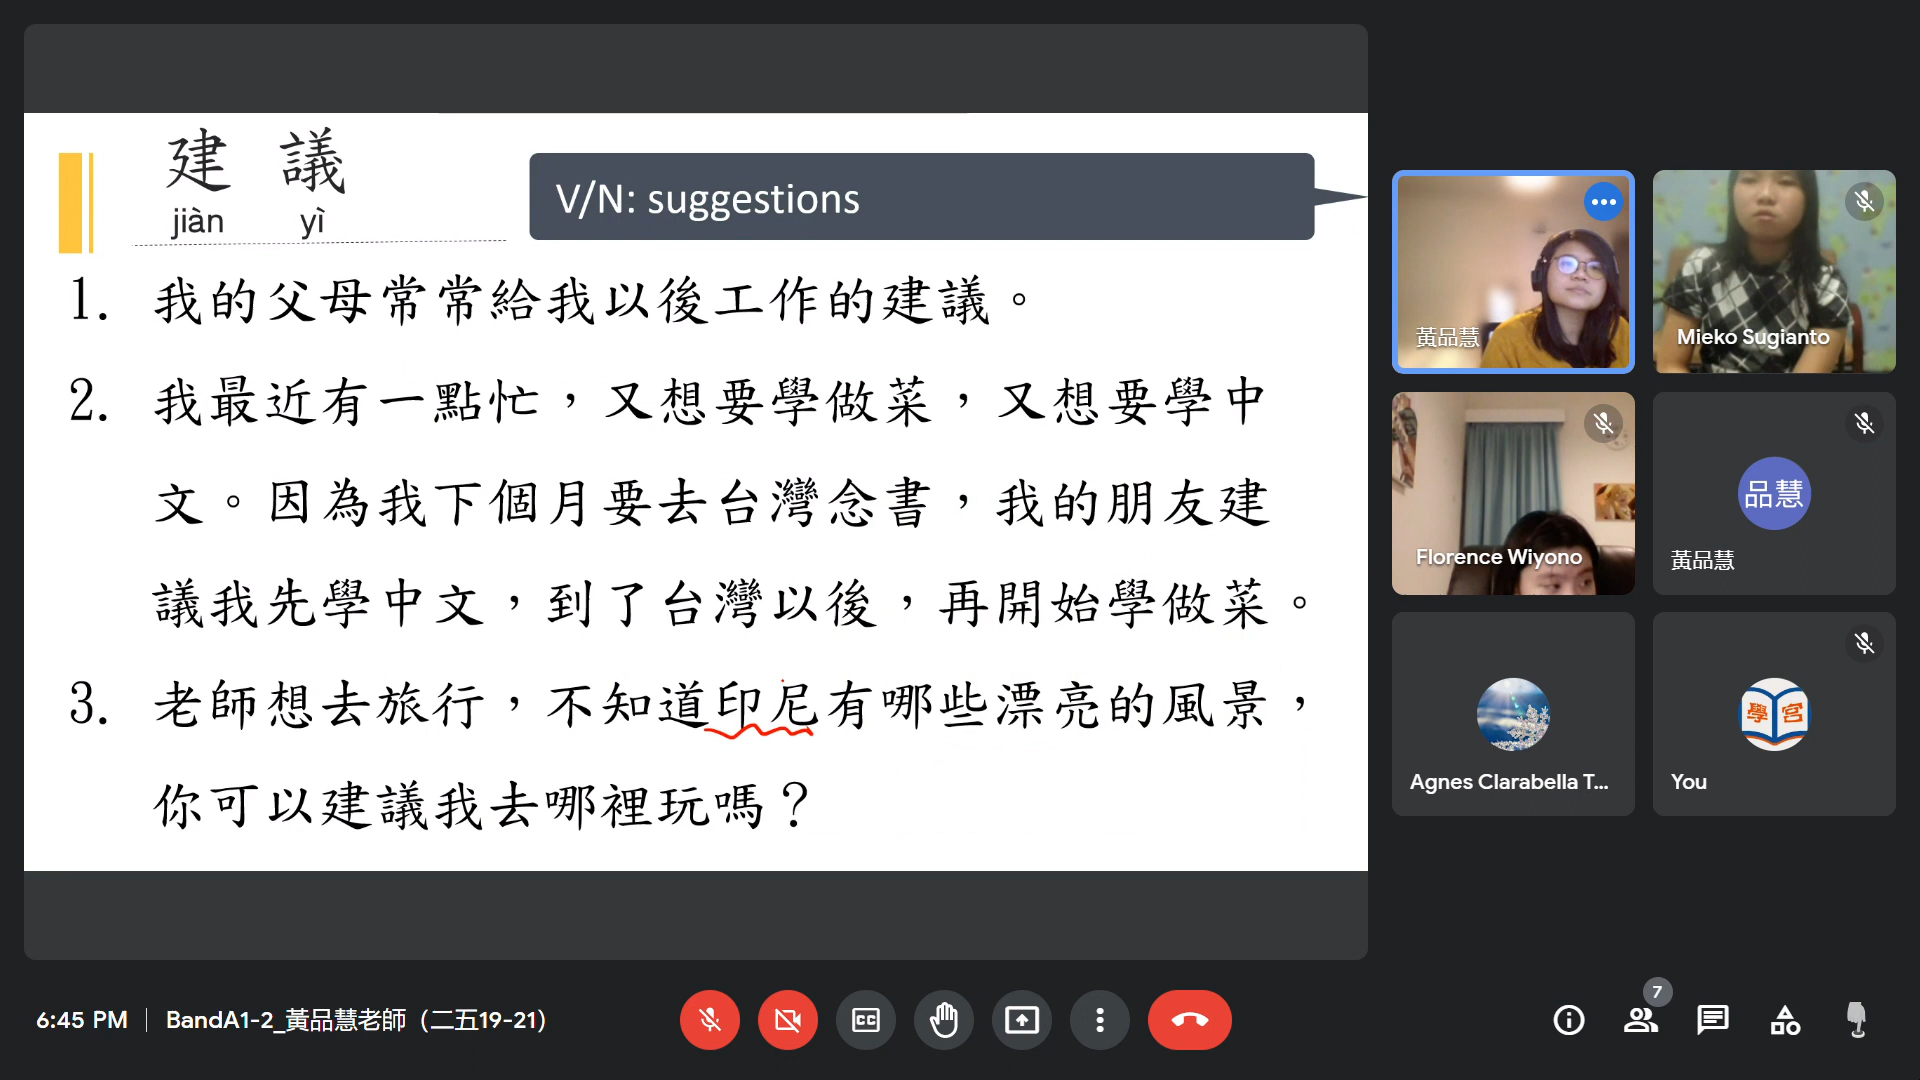 建 議
jiàn yì
V/N: suggestions
1. 我的父母常常給我以後工作的建議。
2. 我最近有一點忙，又想要學做菜，又想要學中
文。因為我下個月要去台灣念書，我的朋友建
議我先學中文，到了台灣以後，再開始學做菜。
3. 老師想去旅行，不知道印尼有哪些漂亮的風景，
你可以建議我去哪裡玩嗎？
黃品慧
Mieko Sugianto
Florence Wiyono
品慧
黃品慧
Agnes Clarabella T...
學 宮
You
6:45 PM | BandA1-2_黃品慧老師（二五19-21）
CC
7